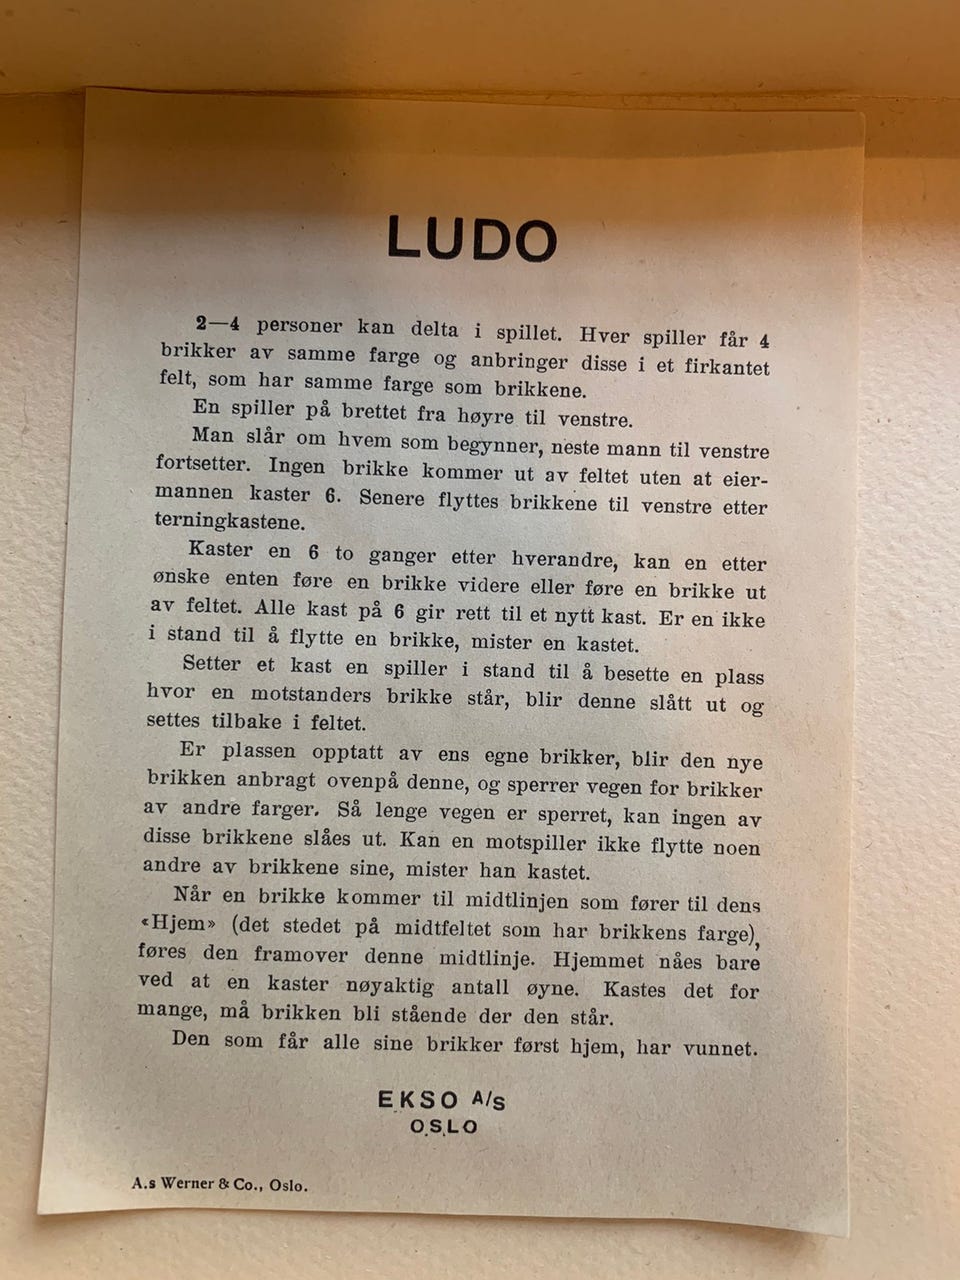 LUDO
2—4 personer kan delta i spillet. Hver spiller får 4
brikker av samme farge og anbringer disse i et firkantet
felt, som har samme farge som brikkene.
En spiller på brettet fra høyre til venstre.
Man slår om hvem som begynner, neste mann til venstre
fortsetter. Ingen brikke kommer ut av feltet uten at eier-
mannen kaster 6. Senere flyttes brikkene til venstre etter
terningkastene.
Kaster en 6 to ganger etter hverandre, kan en etter
ønske enten føre en brikke videre eller føre en brikke ut
av feltet. Alle kast på 6 gir rett til et nytt kast. Er en ikke
i stand til å flytte en brikke, mister en kastet.
Setter et kast en spiller i stand til å besette en plass
hvor en motstanders brikke står, blir denne slått ut og
settes tilbake i feltet.
Er plassen opptatt av ens egne brikker, blir den nye
brikken anbragt ovenpå denne, og sperrer vegen for brikker
av andre farger. Så lenge vegen er sperret, kan ingen av
disse brikkene slåes ut. Kan en motspiller ikke flytte noen
andre av brikkene sine, mister han kastet.
Når en brikke kommer til midtlinjen som fører til dens
«Hjem» (det stedet på midtfeltet som har brikkens farge),
føres den framover denne midtlinje. Hjemmet nåes bare
ved at en kaster nøyaktig antall øyne. Kastes det for
mange, må brikken bli stående der den står.
Den som får alle sine brikker først hjem, har vunnet.
EKSO A/S
OSLO
A.s Werner & Co., Oslo.